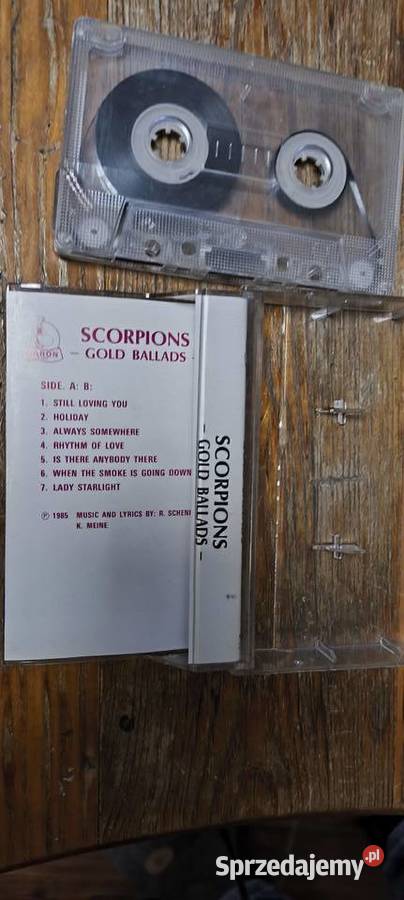 SCORPIONS
- GOLD BALLADS -
SIDE. A: B:
1. STILL LOVING YOU
2. HOLIDAY
3. ALWAYS SOMEWHERE
4. RHYTHM OF LOVE
5. IS THERE ANYBODY THERE
6. WHEN THE SMOKE IS GOING DOWN
7. LADY STARLIGHT
℗ 1985 MUSIC AND LYRICS BY: R. SCHEN
K. MEINE
SCORPIONS
- GOLD BALLADS -
Sprzedajemy.pl